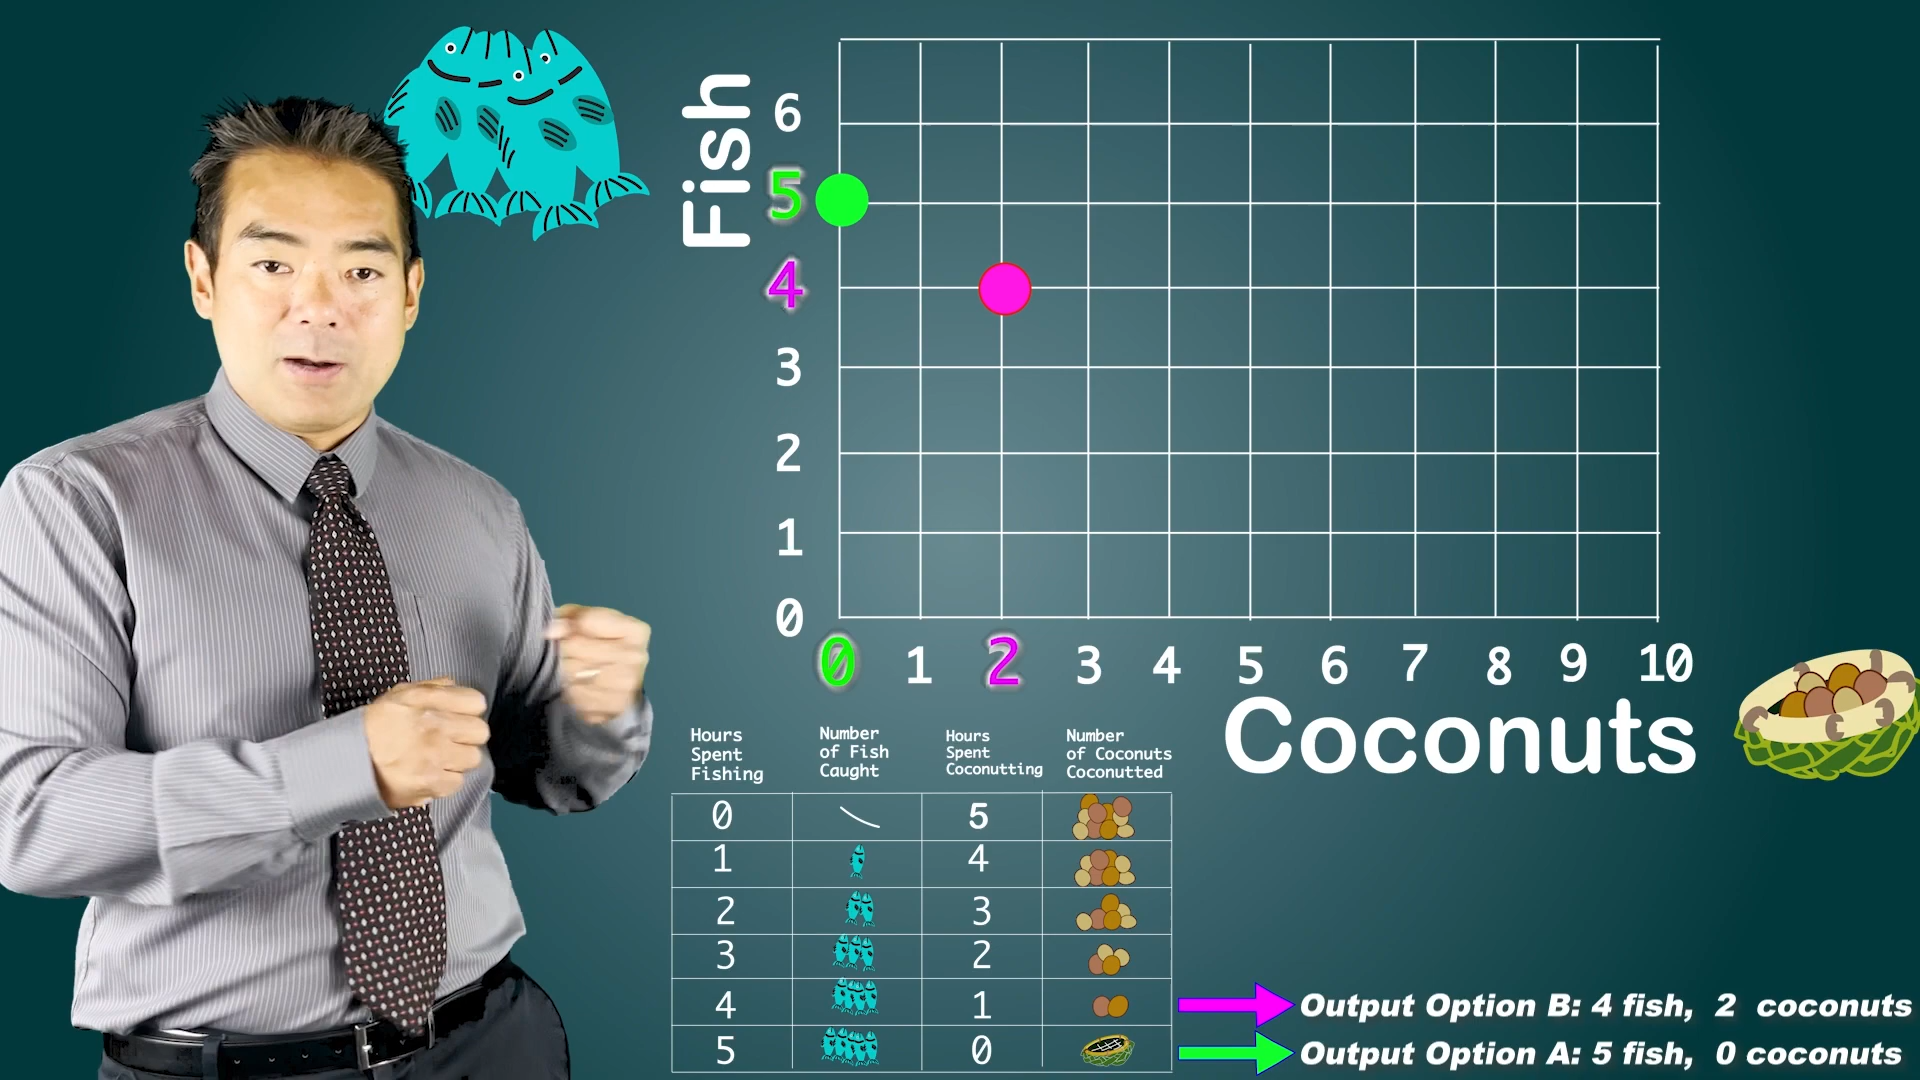 Fish
6
5
4
3
2
1
0
0 1 2 3 4 5 6 7 8 9 10
Coconuts
Hours
Spent
Fishing
Number
of Fish
Caught
Hours
Spent
Coconutting
Number
of Coconuts
Coconutted
0 5
1 4
2 3
3 2
4 1
5 0
Output Option B: 4 fish, 2 coconuts
Output Option A: 5 fish, 0 coconuts